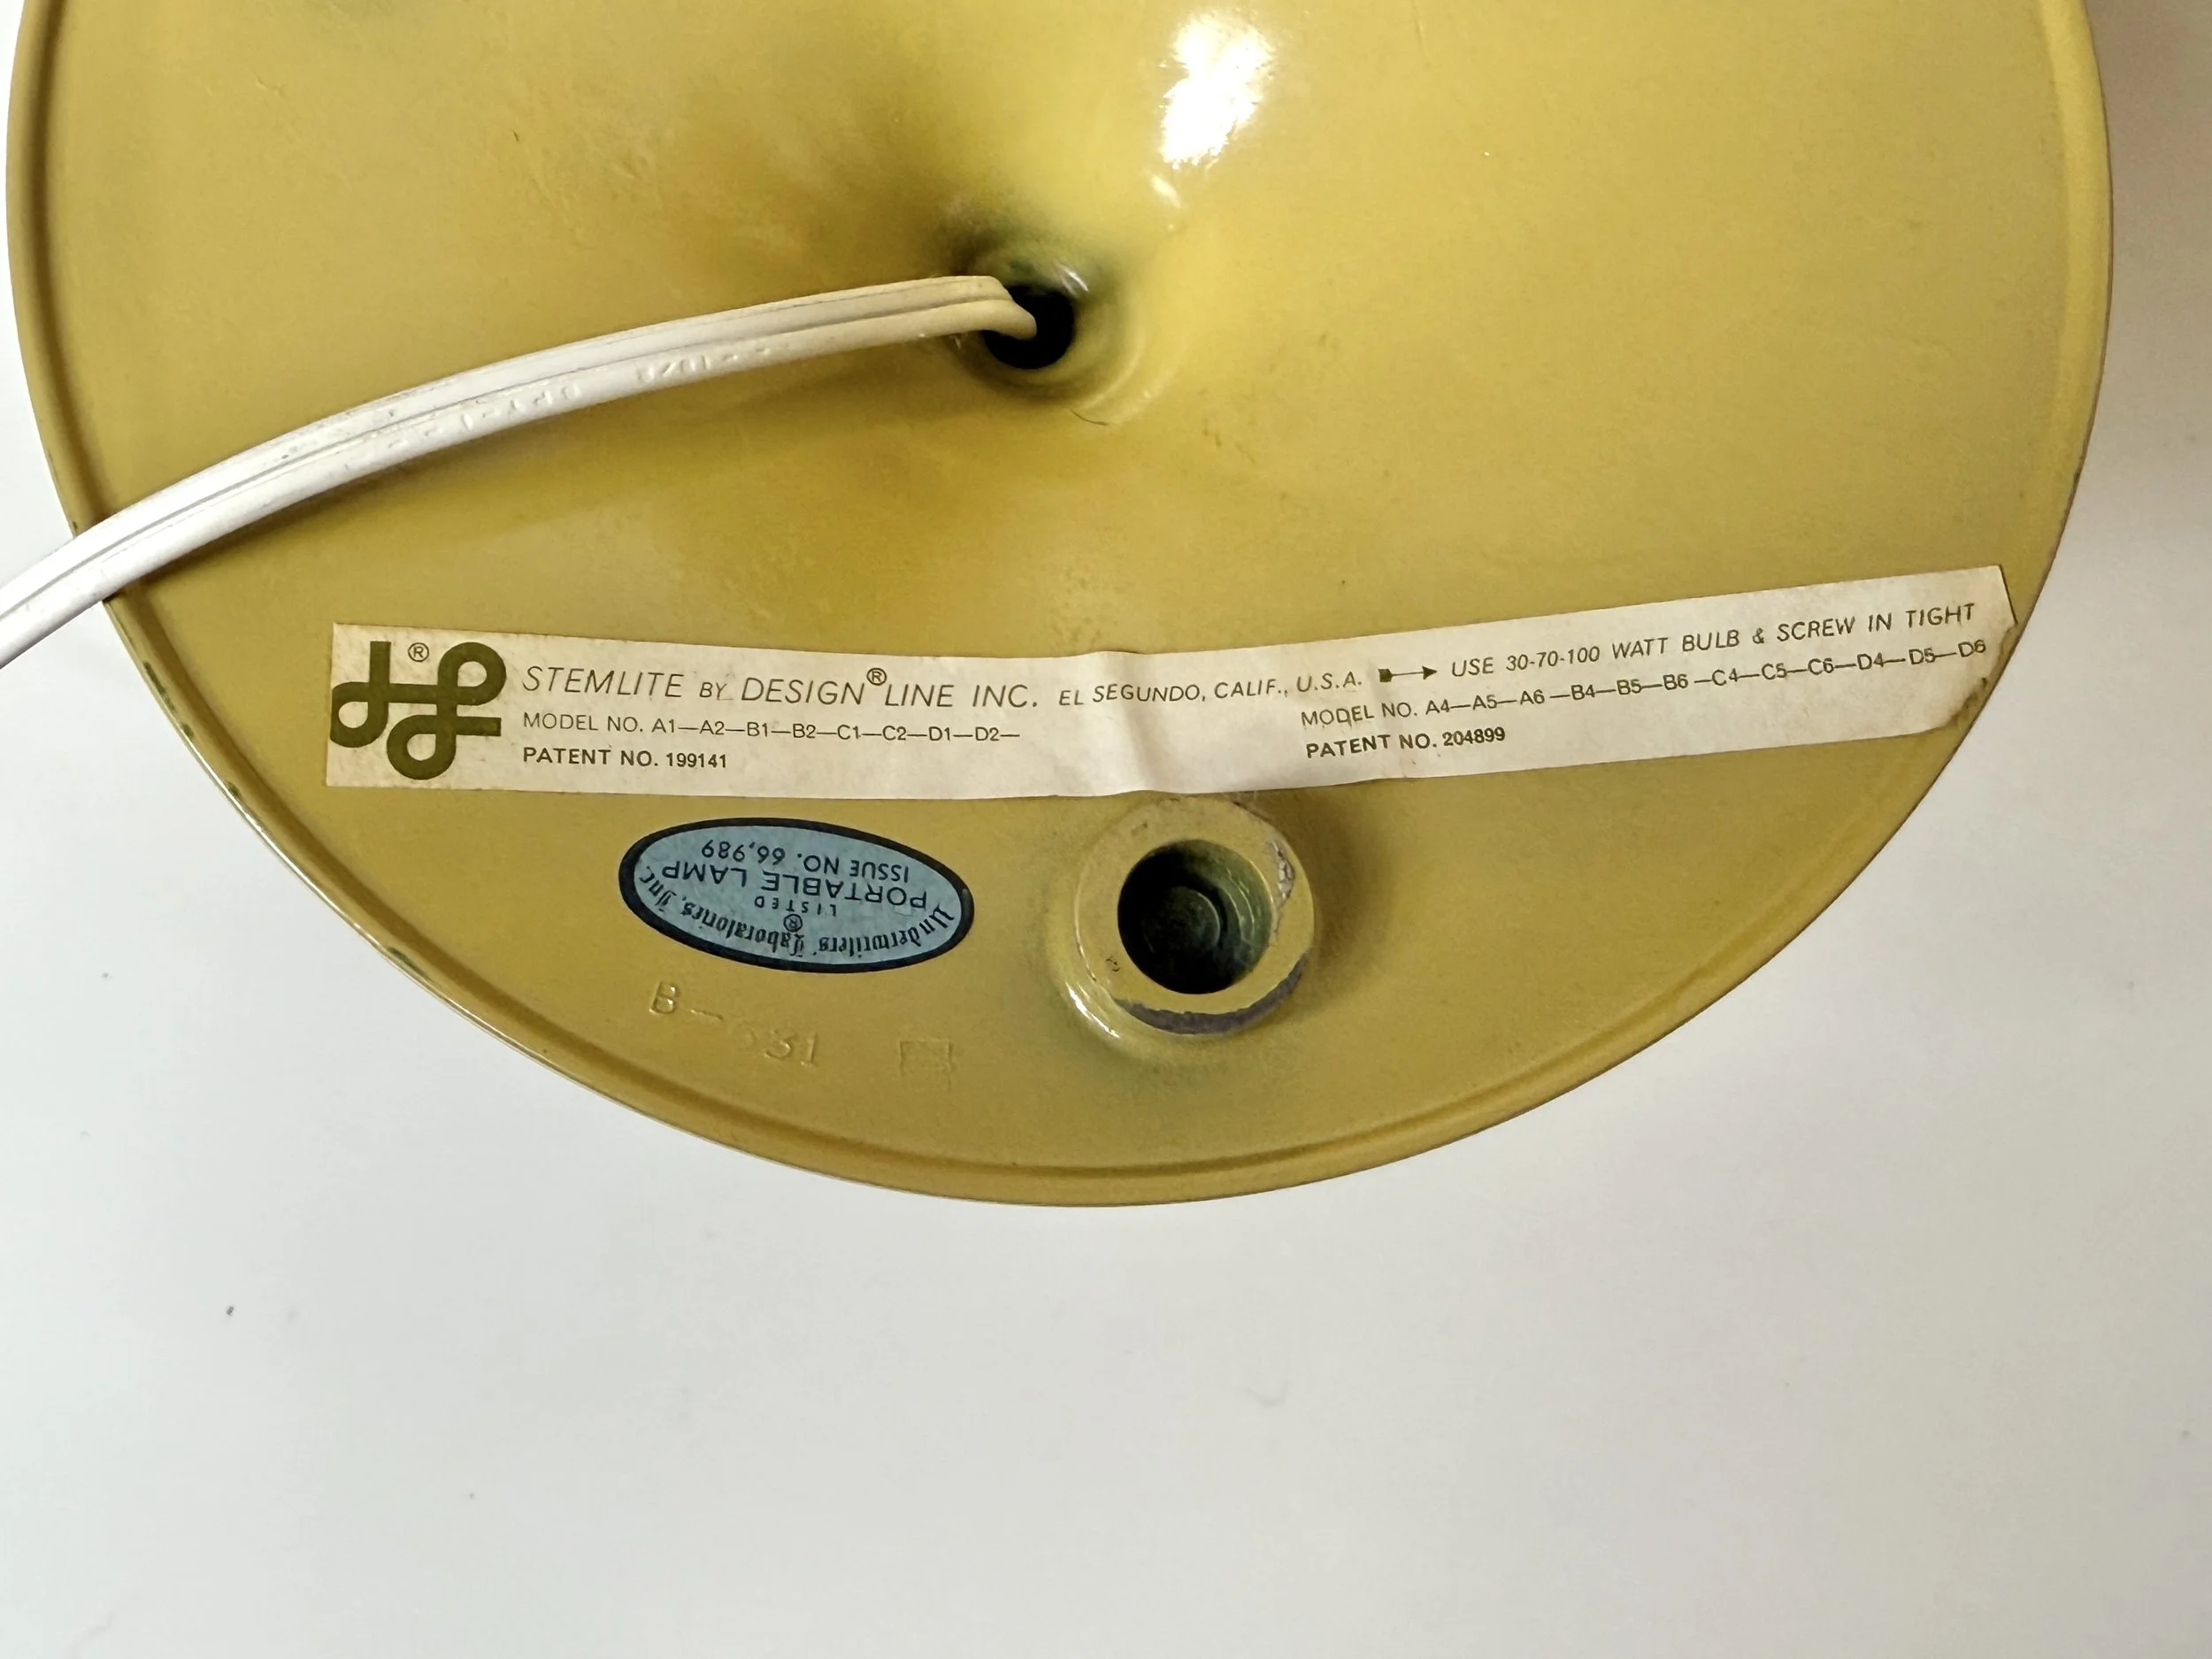 ® STEMLITE BY DESIGN®LINE INC. EL SEGUNDO, CALIF., U.S.A. USE 30-70-100 WATT BULB & SCREW IN TIGHT
MODEL NO. A1—A2—B1—B2—C1—C2—D1—D2— MODEL NO. A4—A5—A6—B4—B5—B6—C4—C5—C6—D4—D5—D6
PATENT NO. 199141 PATENT NO. 204899
Underwriters' Laboratories, Inc.
®
LISTED
PORTABLE LAMP
ISSUE NO. 66,989